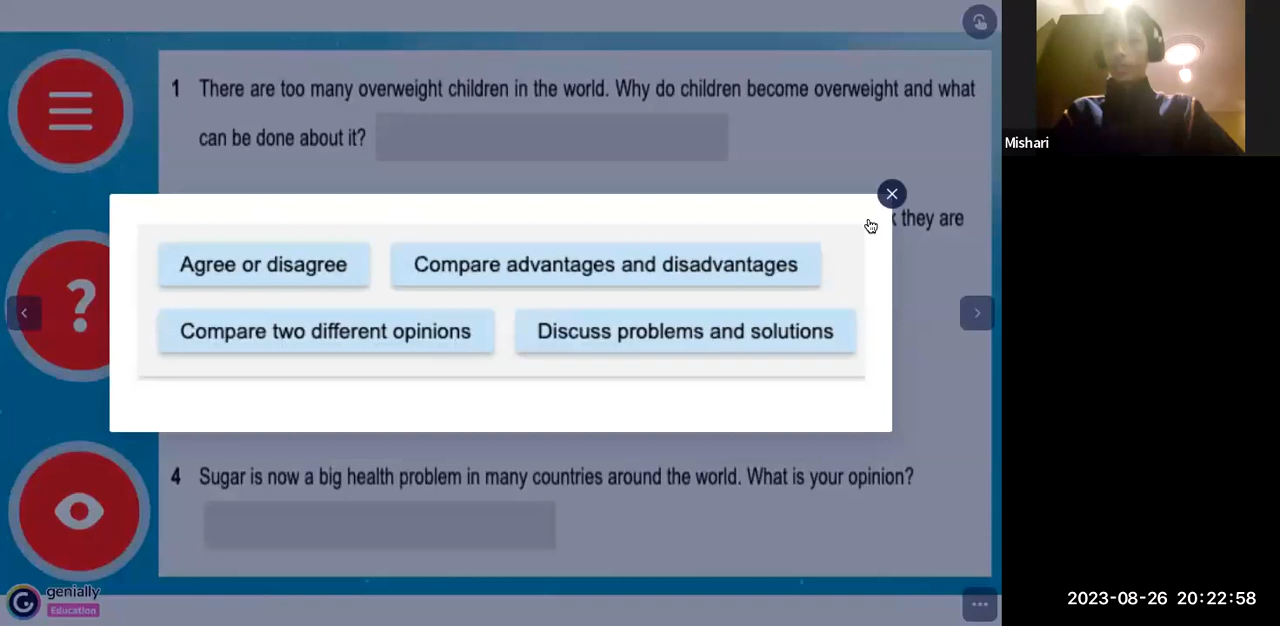 1 There are too many overweight children in the world. Why do children become overweight and what
can be done about it?
they are
Agree or disagree
Compare advantages and disadvantages
Compare two different opinions
Discuss problems and solutions
4 Sugar is now a big health problem in many countries around the world. What is your opinion?
genially
Education
Mishari
2023-08-26 20:22:58